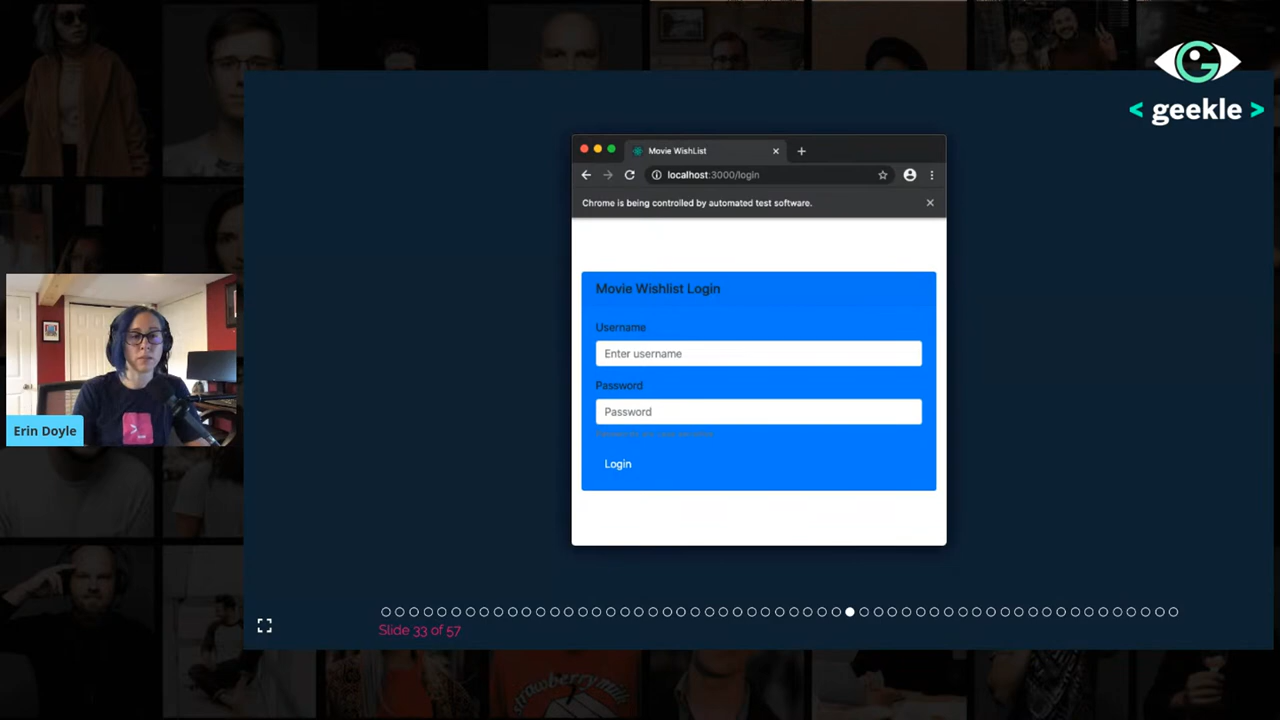 < geekle >
Movie WishList
localhost:3000/login
Chrome is being controlled by automated test software.
Movie Wishlist Login
Username
Enter username
Password
Password
Login
Erin Doyle
Slide 33 of 57